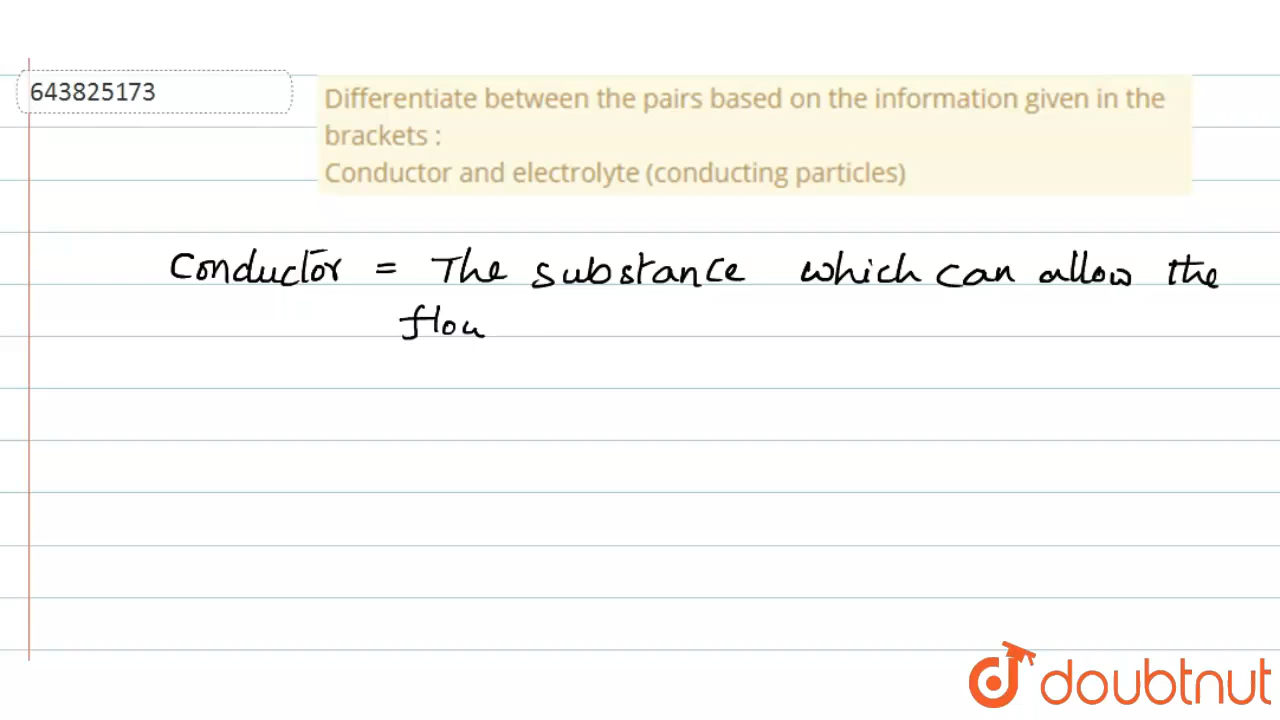 643825173
Differentiate between the pairs based on the information given in the
brackets :
Conductor and electrolyte (conducting particles)
Conductor = The substance which can allow the
flou
doubtnut